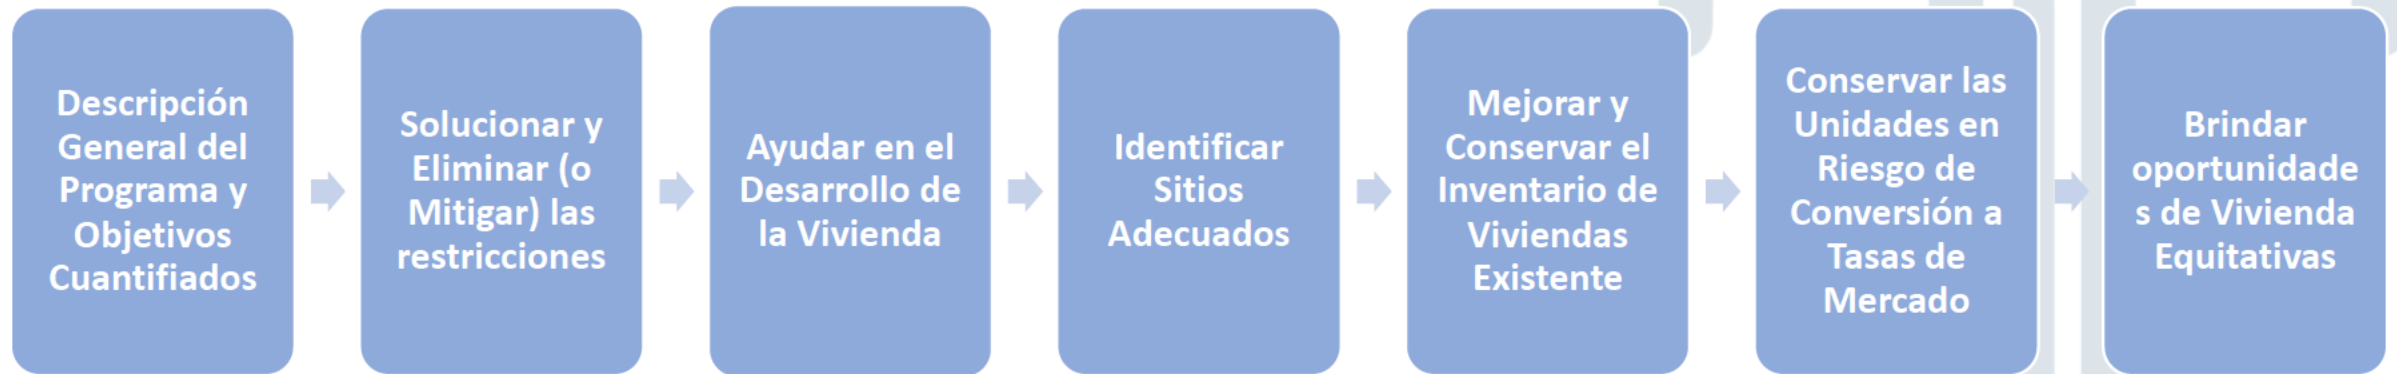 Descripción
General del
Programa y
Objetivos
Cuantifiados
Solucionar y
Eliminar (o
Mitigar) las
restricciones
Ayudar en el
Desarrollo de
la Vivienda
Identificar
Sitios
Adecuados
Mejorar y
Conservar el
Inventario de
Viviendas
Existente
Conservar las
Unidades en
Riesgo de
Conversión a
Tasas de
Mercado
Brindar
oportunidade
s de Vivienda
Equitativas